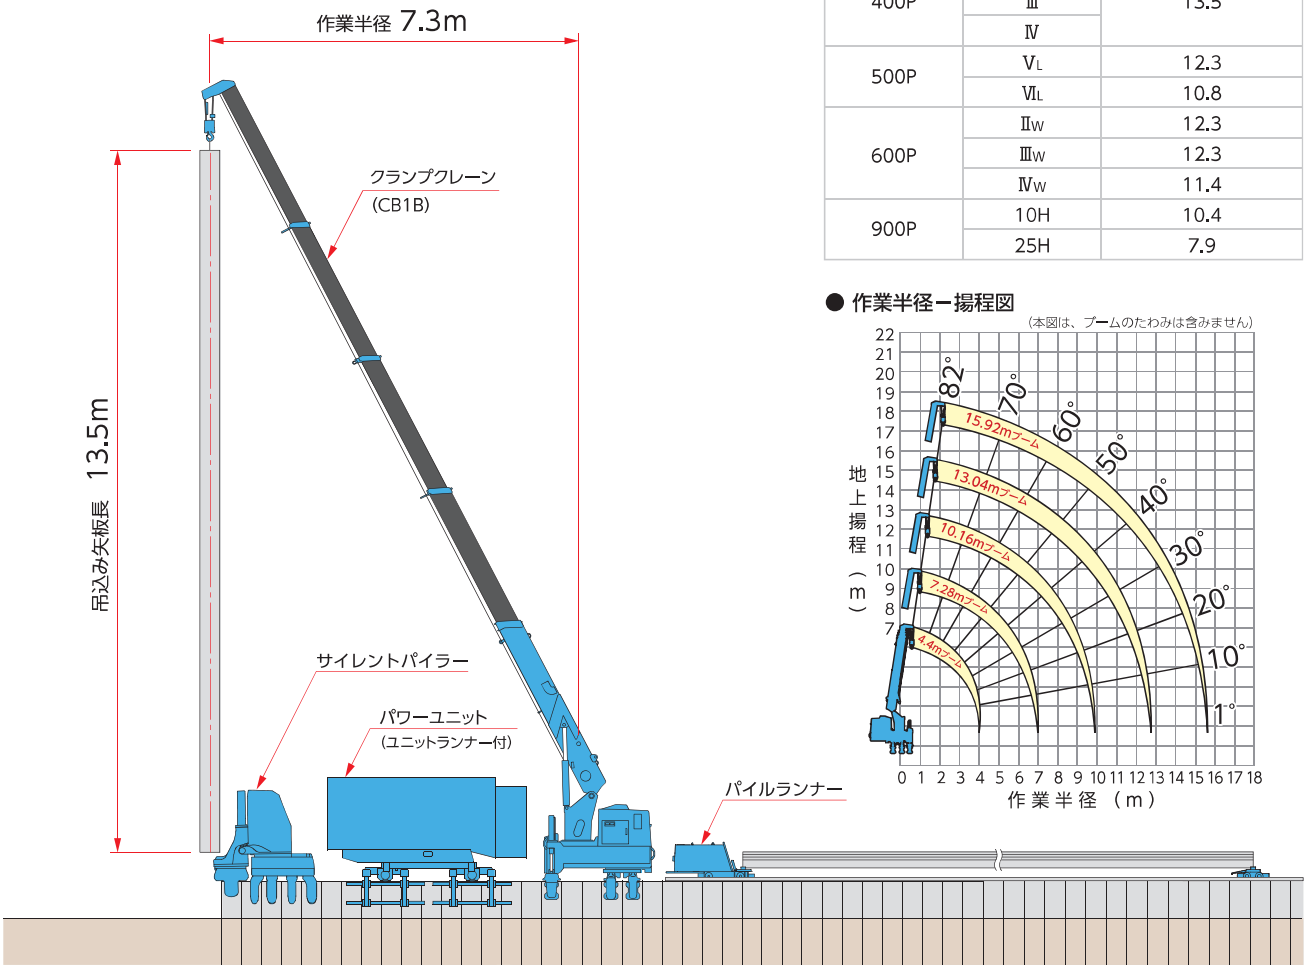 作業半径 7.3m
クランプクレーン
(CB1B)
吊込み矢板長 13.5m
サイレントパイラー
パワーユニット
(ユニットランナー付)
パイルランナー
400P Ⅲ 13.5
Ⅳ
500P ⅤL 12.3
ⅥL 10.8
600P ⅡW 12.3
ⅢW 12.3
ⅣW 11.4
900P 10H 10.4
25H 7.9
● 作業半径－揚程図
(本図は、ブームのたわみは含みません)
地上揚程(m)
22
21
20
19
18
17
16
15
14
13
12
11
10
9
8
7
82°
70°
60°
50°
40°
30°
20°
10°
1°
15.92mブーム
13.04mブーム
10.16mブーム
7.28mブーム
4.4mブーム
0 1 2 3 4 5 6 7 8 9 10 11 12 13 14 15 16 17 18
作業半径 (m)